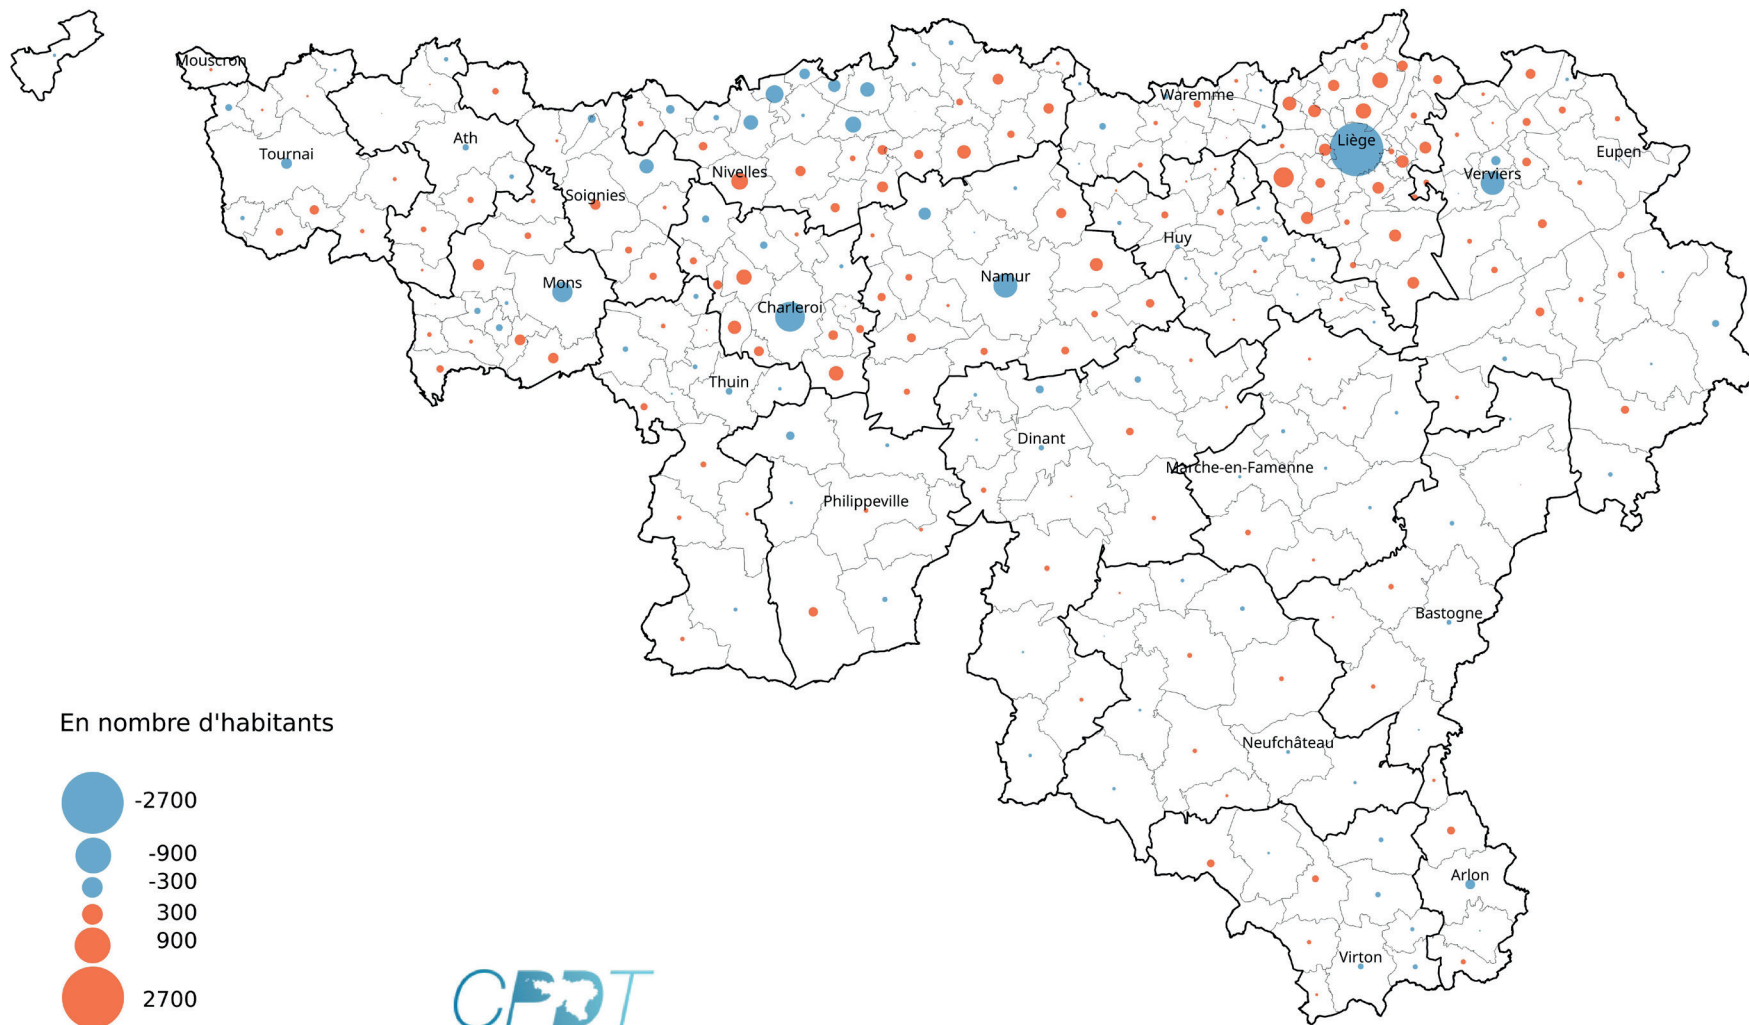 Mouscron
Waremme
Ath
Liège
Tournai
Eupen
Nivelles
Verviers
Soignies
Huy
Namur
Mons
Charleroi
Thuin
Dinant
Marche-en-Famenne
Philippeville
Bastogne
Neufchâteau
Arlon
Virton
En nombre d'habitants
-2700
-900
-300
300
900
2700
CPDT